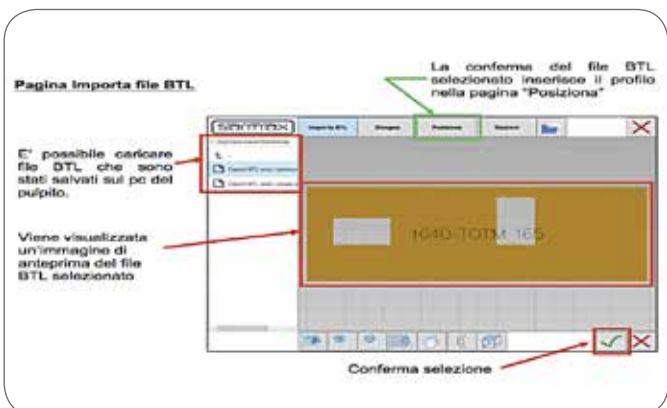 La conferma del file BTL
selezionato inserisce il profilo
nella pagina "Posiziona"
Pagina Importa file BTL
sarmax
Importa BTL
Disegna
Posiziona
E' possibile caricare
file BTL che sono
stati salvati sul pc del
pulpito.
1640-TOTM-165
Viene visualizzata
un'immagine di
anteprima del file
BTL selezionato
Conferma selezione